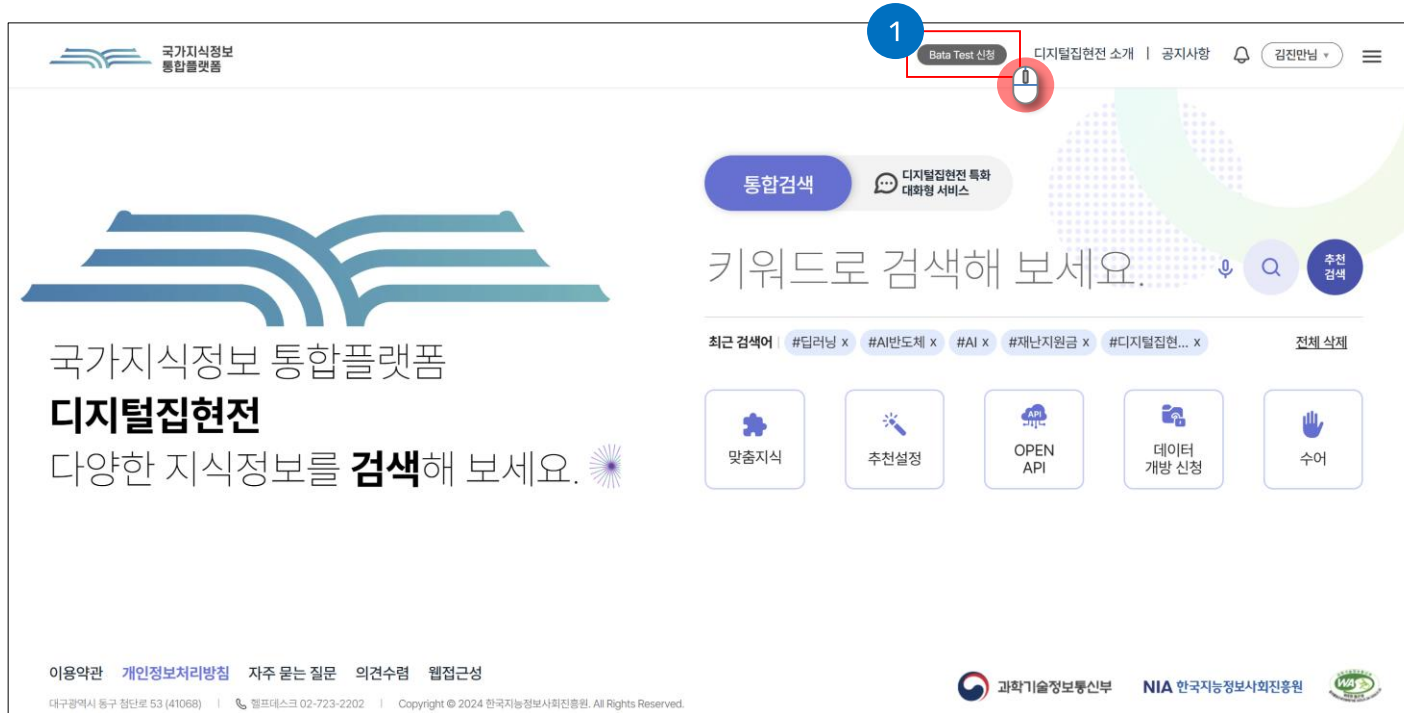 국가지식정보
통합플랫폼
1
Bata Test 신청
디지털집현전 소개 | 공지사항
김진만님
통합검색
디지털집현전 특화
대화형 서비스
키워드로 검색해 보세요.
추천
검색
최근 검색어 | #딥러닝 x #AI반도체 x #AI x #재난지원금 x #디지털집현... x 전체 삭제
국가지식정보 통합플랫폼
디지털집현전
다양한 지식정보를 검색해 보세요.
맞춤지식
추천설정
API
OPEN
API
데이터
개방 신청
수어
이용약관 개인정보처리방침 자주 묻는 질문 의견수렴 웹접근성
대구광역시 동구 첨단로 53 (41068) | 헬프데스크 02-723-2202 | Copyright © 2024 한국지능정보사회진흥원. All Rights Reserved.
과학기술정보통신부
NIA 한국지능정보사회진흥원
WA